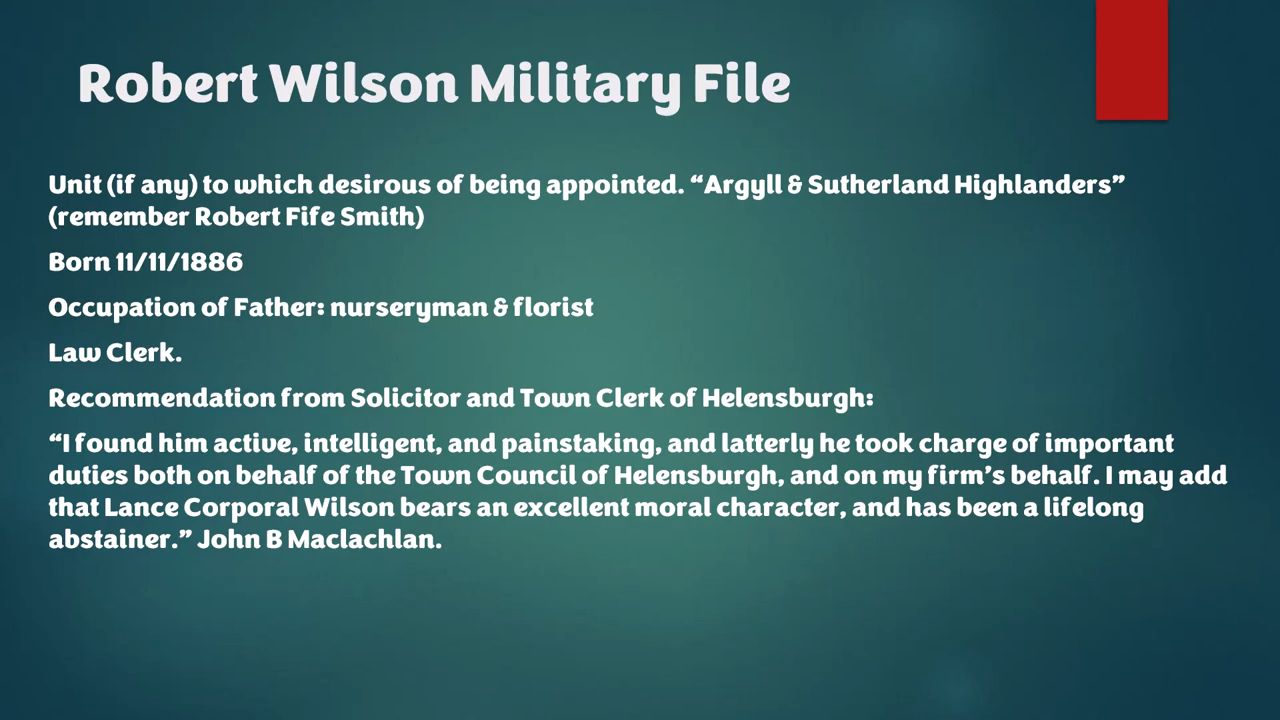 Robert Wilson Military File
Unit (if any) to which desirous of being appointed. “Argyll & Sutherland Highlanders”
(remember Robert Fife Smith)
Born 11/11/1886
Occupation of Father: nurseryman & florist
Law Clerk.
Recommendation from Solicitor and Town Clerk of Helensburgh:
“I found him active, intelligent, and painstaking, and latterly he took charge of important
duties both on behalf of the Town Council of Helensburgh, and on my firm’s behalf. I may add
that Lance Corporal Wilson bears an excellent moral character, and has been a lifelong
abstainer.” John B Maclachlan.